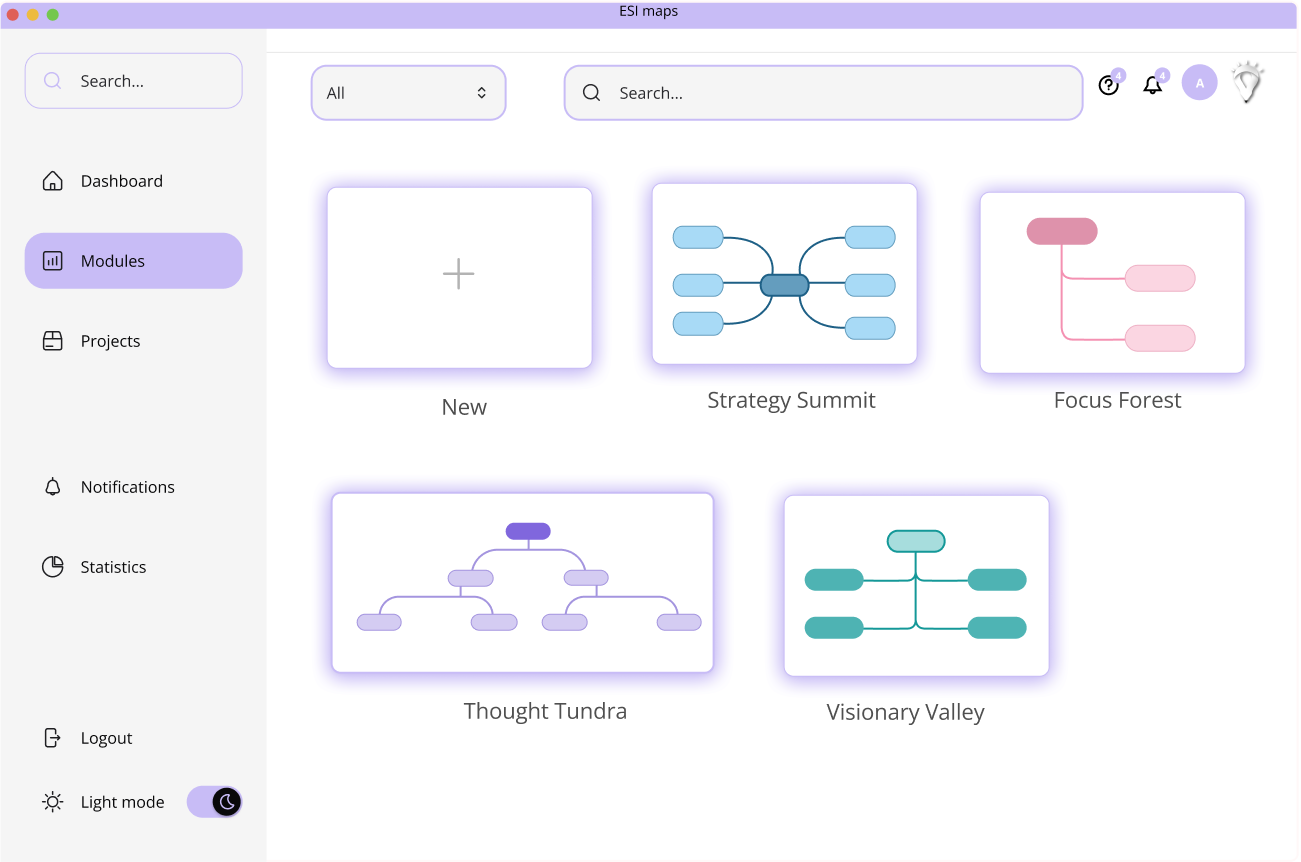 ESI maps
Search...
Dashboard
Modules
Projects
Notifications
Statistics
Logout
Light mode
All
Search...
4
4
A
New
Strategy Summit
Focus Forest
Thought Tundra
Visionary Valley